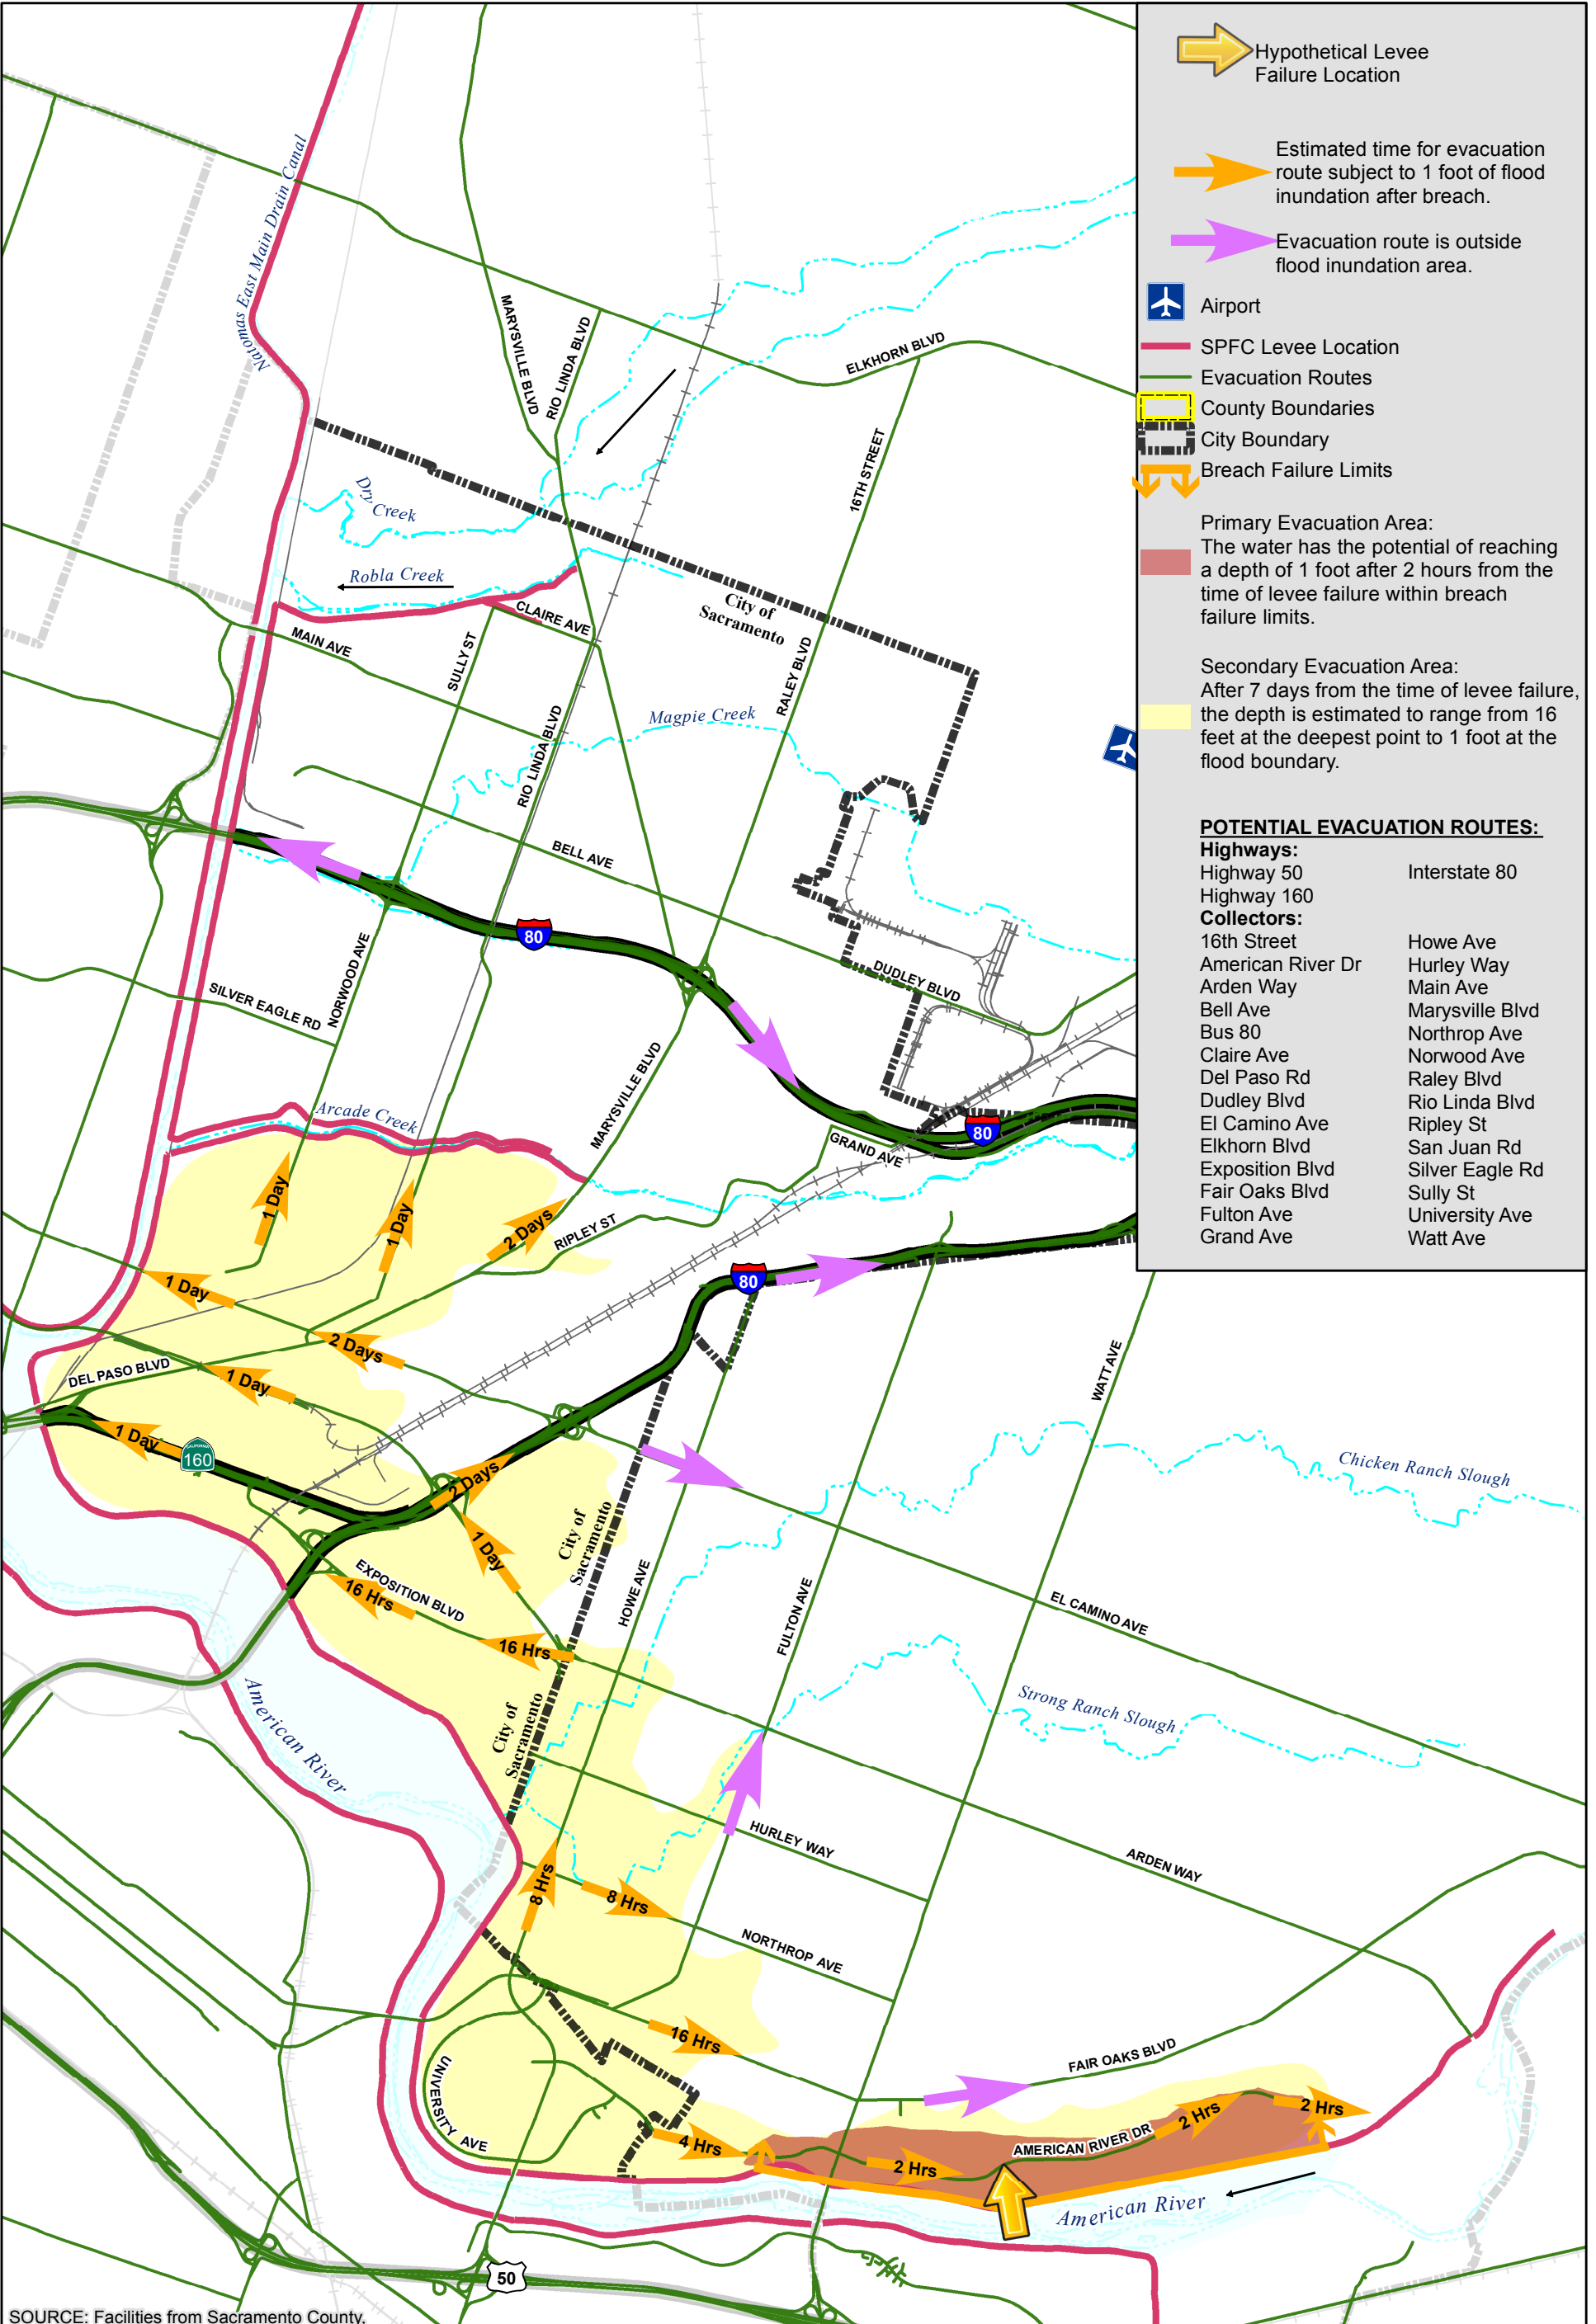 Hypothetical Levee
Failure Location
Estimated time for evacuation
route subject to 1 foot of flood
inundation after breach.
Evacuation route is outside
flood inundation area.
Airport
SPFC Levee Location
Evacuation Routes
County Boundaries
City Boundary
Breach Failure Limits
Primary Evacuation Area:
The water has the potential of reaching
a depth of 1 foot after 2 hours from the
time of levee failure within breach
failure limits.
Secondary Evacuation Area:
After 7 days from the time of levee failure,
the depth is estimated to range from 16
feet at the deepest point to 1 foot at the
flood boundary.
POTENTIAL EVACUATION ROUTES:
Highways:
Highway 50
Interstate 80
Highway 160
Collectors:
16th Street
Howe Ave
American River Dr
Hurley Way
Arden Way
Main Ave
Bell Ave
Marysville Blvd
Bus 80
Northrop Ave
Claire Ave
Norwood Ave
Del Paso Rd
Raley Blvd
Dudley Blvd
Rio Linda Blvd
El Camino Ave
Ripley St
Elkhorn Blvd
San Juan Rd
Exposition Blvd
Silver Eagle Rd
Fair Oaks Blvd
Sully St
Fulton Ave
University Ave
Grand Ave
Watt Ave
Natomas East Main Drain Canal
MARYSVILLE BLVD
RIO LINDA BLVD
ELKHORN BLVD
16TH STREET
Dry
Creek
Robla Creek
City of
Sacramento
CLAIRE AVE
MAIN AVE
SULLY ST
RALEY BLVD
Magpie Creek
RIO LINDA BLVD
BELL AVE
80
NORWOOD AVE
SILVER EAGLE RD
DUDLEY BLVD
MARYSVILLE BLVD
Arcade Creek
80
GRAND AVE
1 Day
1 Day
2 Days
RIPLEY ST
80
1 Day
2 Days
DEL PASO BLVD
1 Day
1 Day
CALIFORNIA
160
2 Days
WATT AVE
Chicken Ranch Slough
City of
Sacramento
1 Day
EXPOSITION BLVD
16 Hrs
HOWE AVE
FULTON AVE
EL CAMINO AVE
16 Hrs
American River
City of
Sacramento
Strong Ranch Slough
HURLEY WAY
ARDEN WAY
8 Hrs
8 Hrs
NORTHROP AVE
16 Hrs
FAIR OAKS BLVD
UNIVERSITY AVE
4 Hrs
2 Hrs
AMERICAN RIVER DR
2 Hrs
2 Hrs
American River
50
SOURCE: Facilities from Sacramento County.